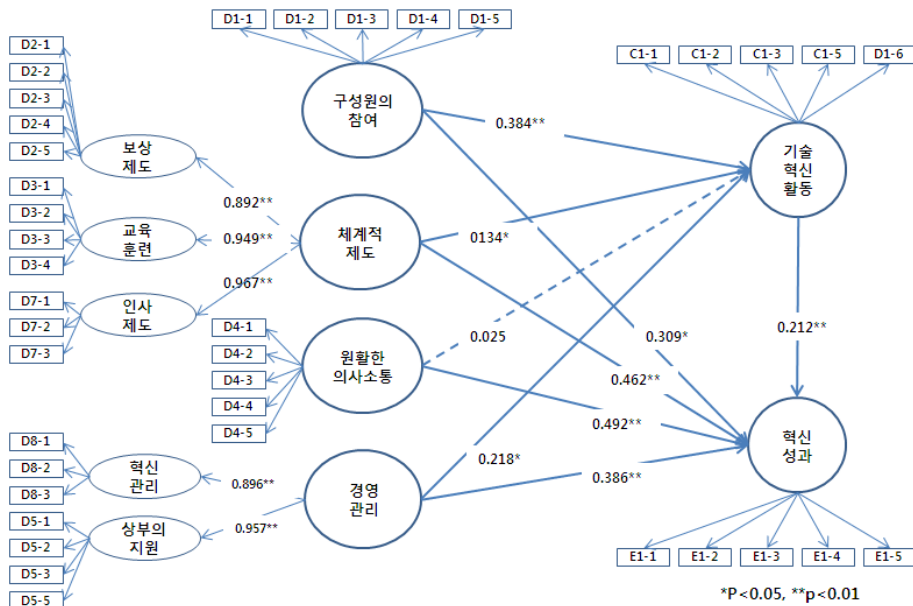 D1-1
D1-2
D1-3
D1-4
D1-5
D2-1
D2-2
D2-3
D2-4
D2-5
C1-1
C1-2
C1-3
C1-5
D1-6
구성원의
참여
0.384**
기술
혁신
활동
보상
제도
0.892**
D3-1
D3-2
D3-3
D3-4
교육
훈련
0.949**
체계적
제도
0134*
0.967**
D7-1
D7-2
D7-3
인사
제도
D4-1
D4-2
D4-3
D4-4
D4-5
원활한
의사소통
0.025
0.309*
0.212**
0.462**
0.492**
혁신
성과
D8-1
D8-2
D8-3
혁신
관리
0.896**
0.218*
0.386**
경영
관리
D5-1
D5-2
D5-3
D5-5
상부의
지원
0.957**
E1-1
E1-2
E1-3
E1-4
E1-5
*P<0.05, **p<0.01